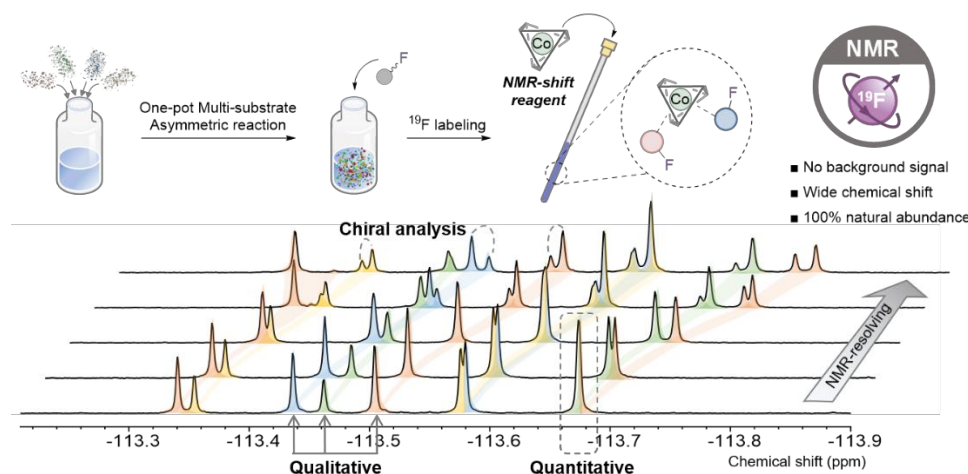 One-pot Multi-substrate
Asymmetric reaction
F
¹⁹F labeling
Co
NMR-shift
reagent
Co
F
F
NMR
¹⁹F
▪ No background signal
▪ Wide chemical shift
▪ 100% natural abundance
Chiral analysis
NMR-resolving
-113.3
-113.4
-113.5
-113.6
-113.7
-113.8
-113.9
Chemical shift (ppm)
Qualitative
Quantitative